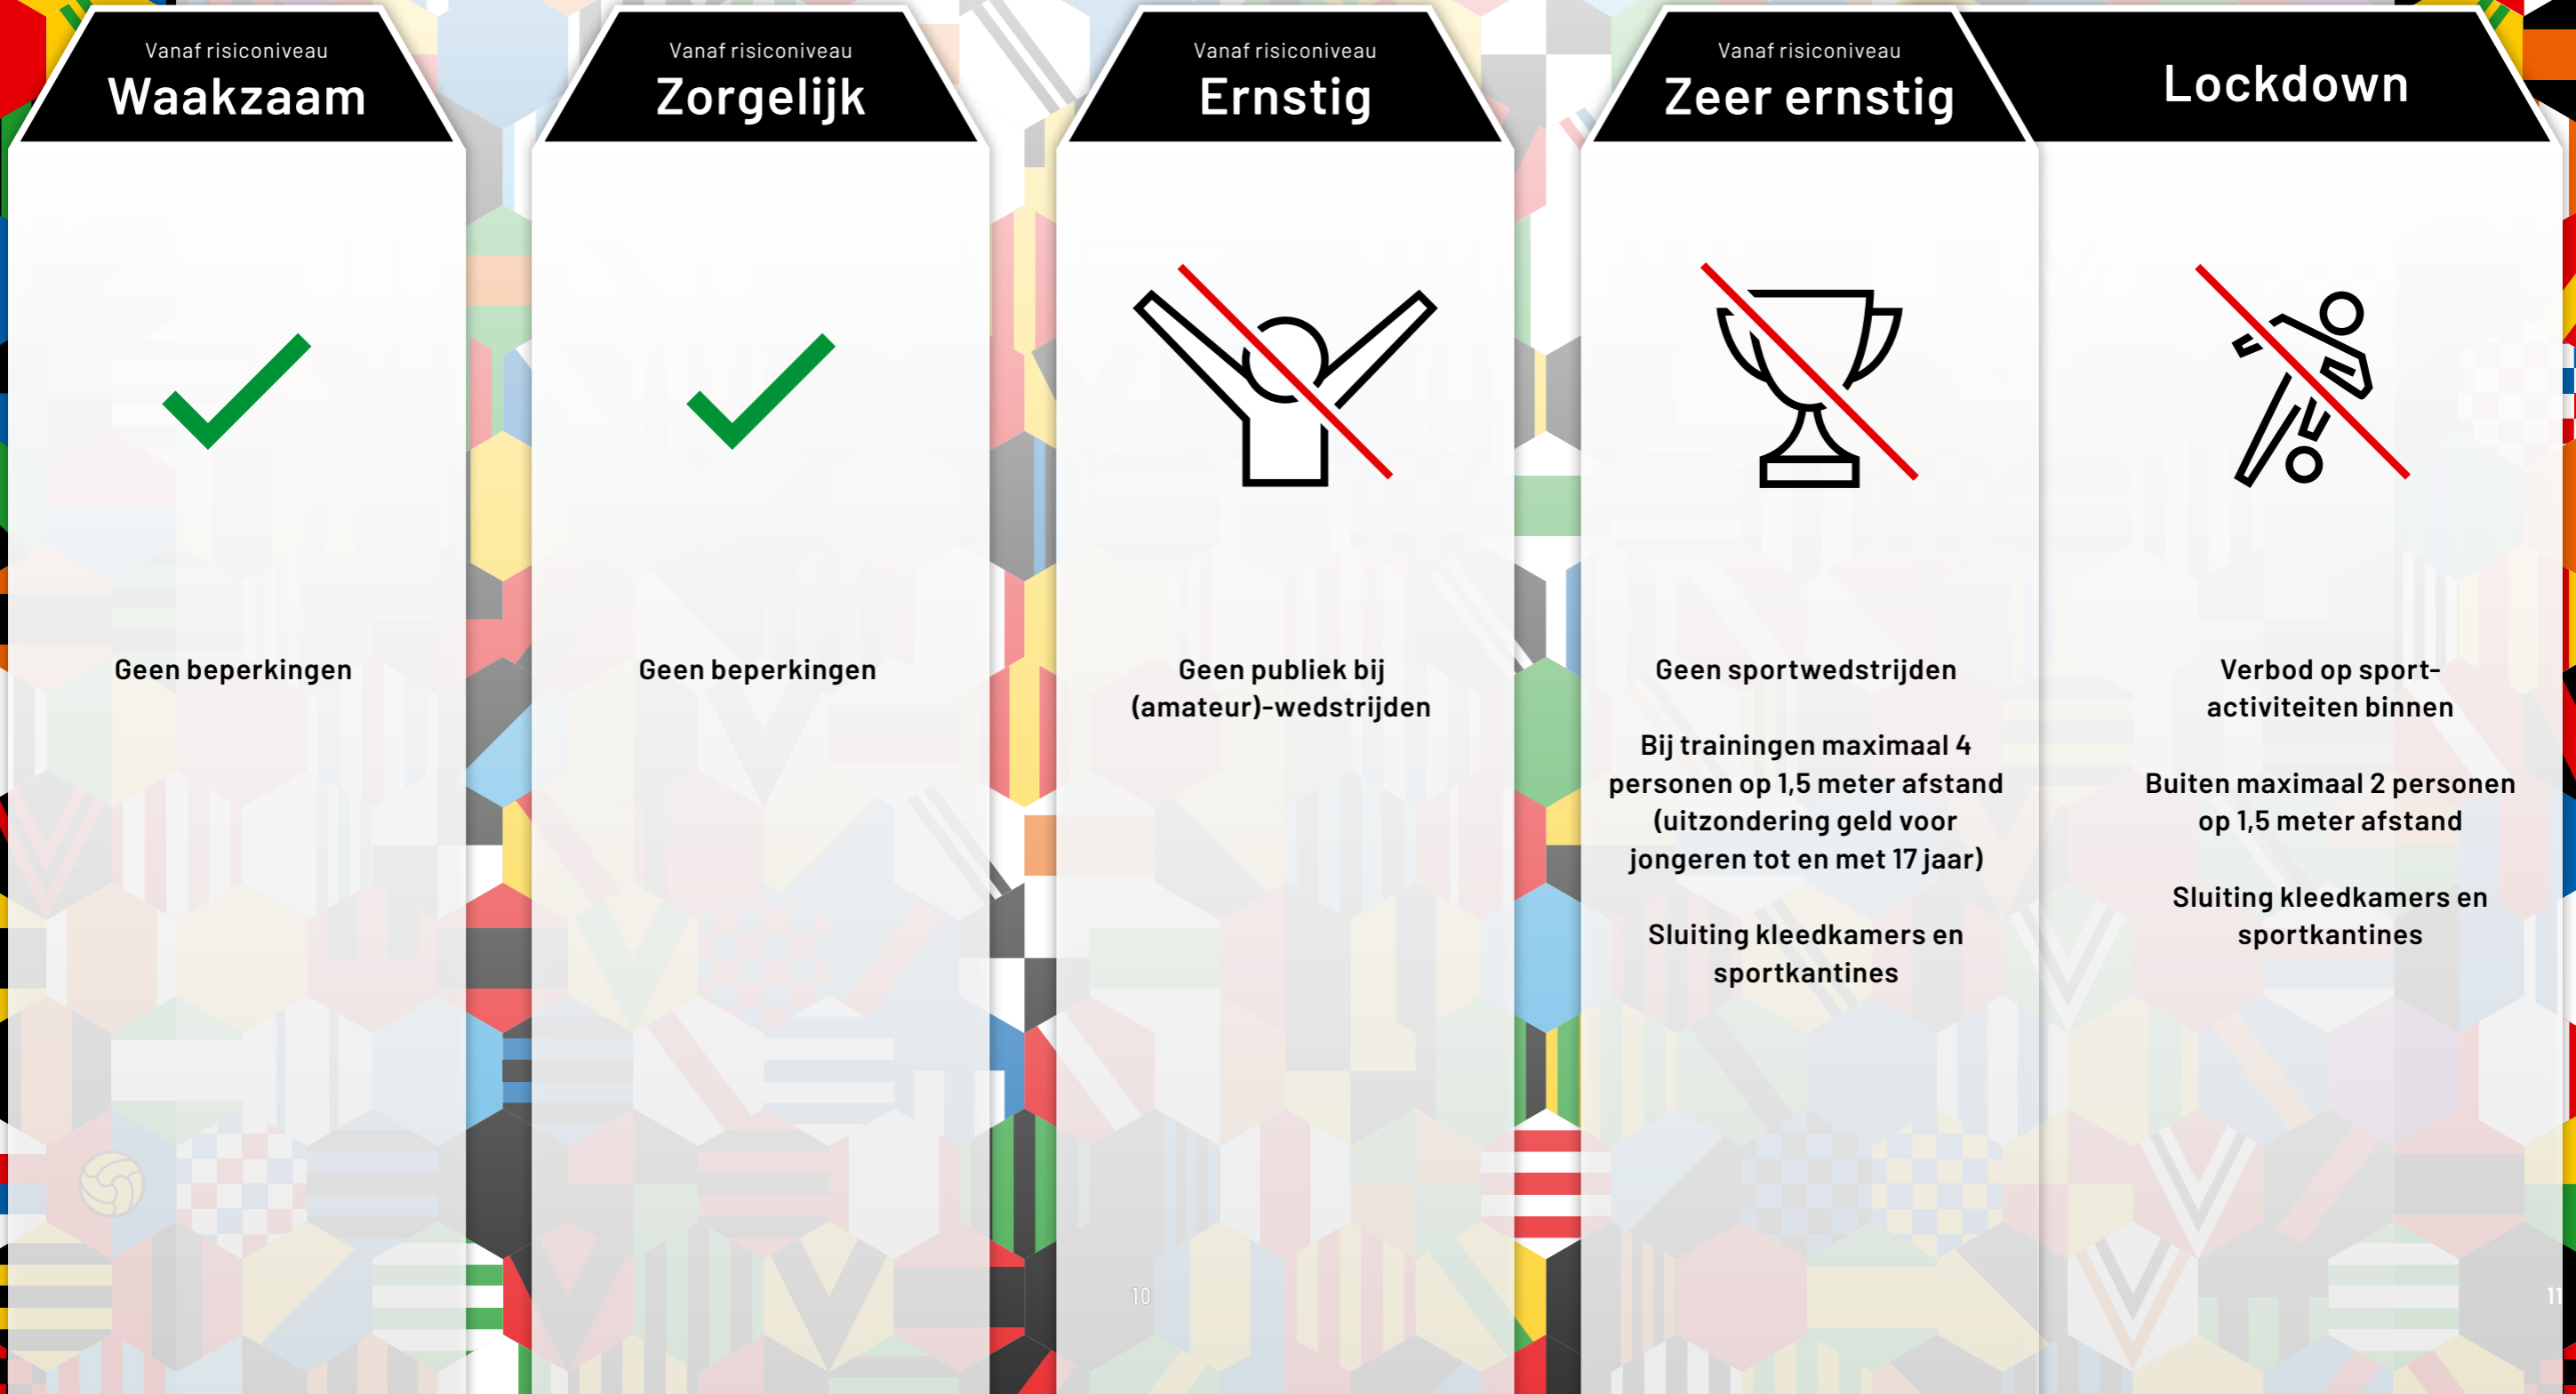 Vanaf risiconiveau
Waakzaam
Geen beperkingen
Vanaf risiconiveau
Zorgelijk
Geen beperkingen
Vanaf risiconiveau
Ernstig
Geen publiek bij
(amateur)-wedstrijden
Vanaf risiconiveau
Zeer ernstig
Geen sportwedstrijden
Bij trainingen maximaal 4
personen op 1,5 meter afstand
(uitzondering geld voor
jongeren tot en met 17 jaar)
Sluiting kleedkamers en
sportkantines
Lockdown
Verbod op sport-
activiteiten binnen
Buiten maximaal 2 personen
op 1,5 meter afstand
Sluiting kleedkamers en
sportkantines
10
11